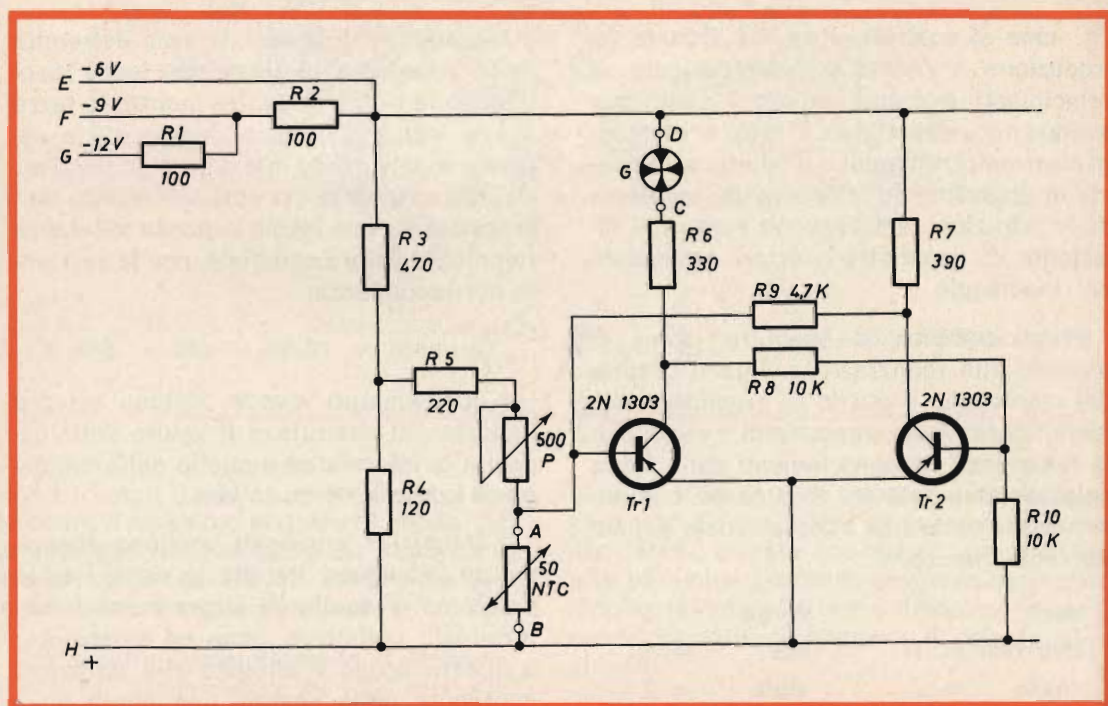 E -6V
F -9V
G -12V
R1
100
R2
100
R3
470
R4
120
R5
220
500
P
A
50
NTC
B
H +
D
G
C
R6
330
R7
390
R9 4,7K
R8 10K
2N 1303
Tr1
2N 1303
Tr2
R10
10K